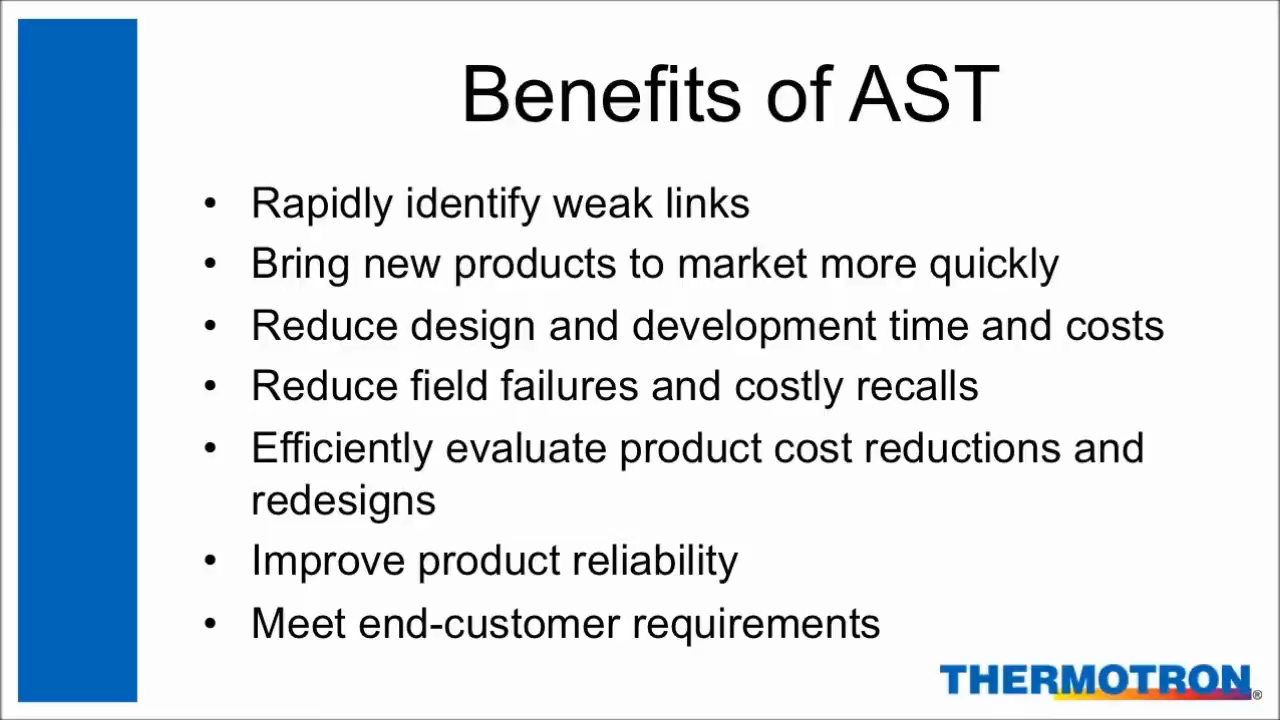 Benefits of AST
• Rapidly identify weak links
• Bring new products to market more quickly
• Reduce design and development time and costs
• Reduce field failures and costly recalls
• Efficiently evaluate product cost reductions and
redesigns
• Improve product reliability
• Meet end-customer requirements
THERMOTRON®